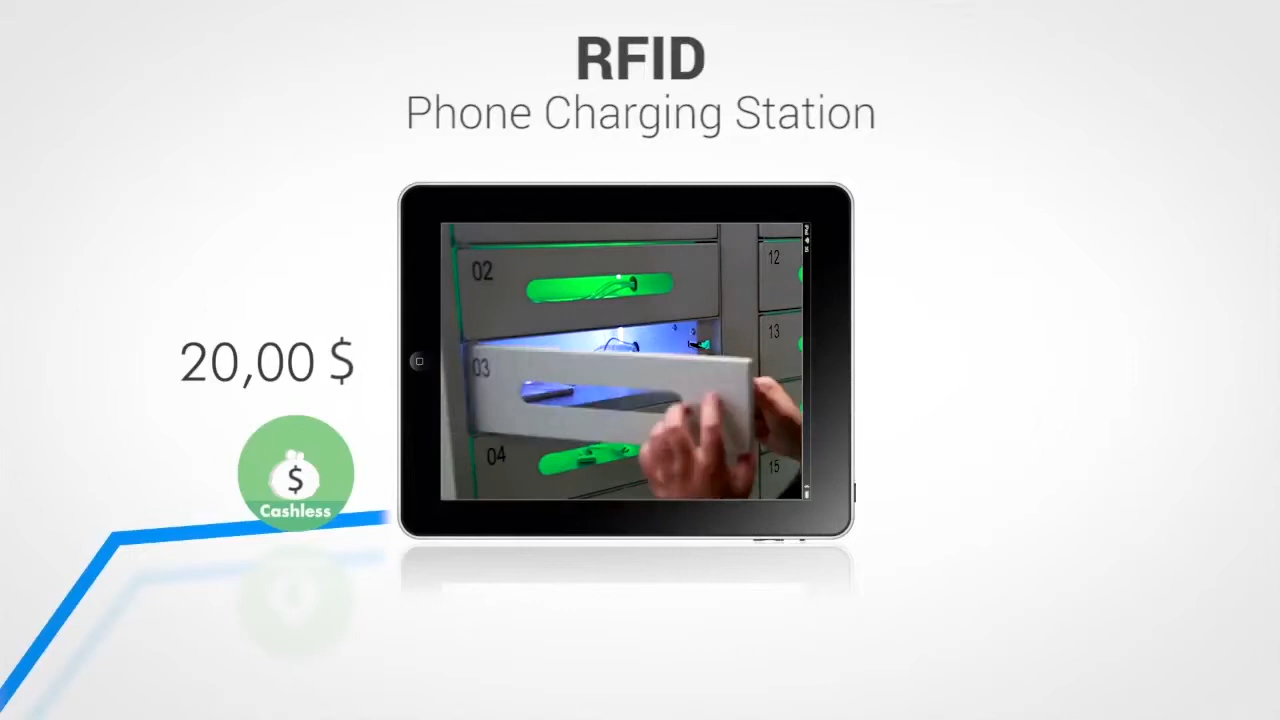 RFID
Phone Charging Station
02
12
13
03
20,00 $
04
15
$
Cashless